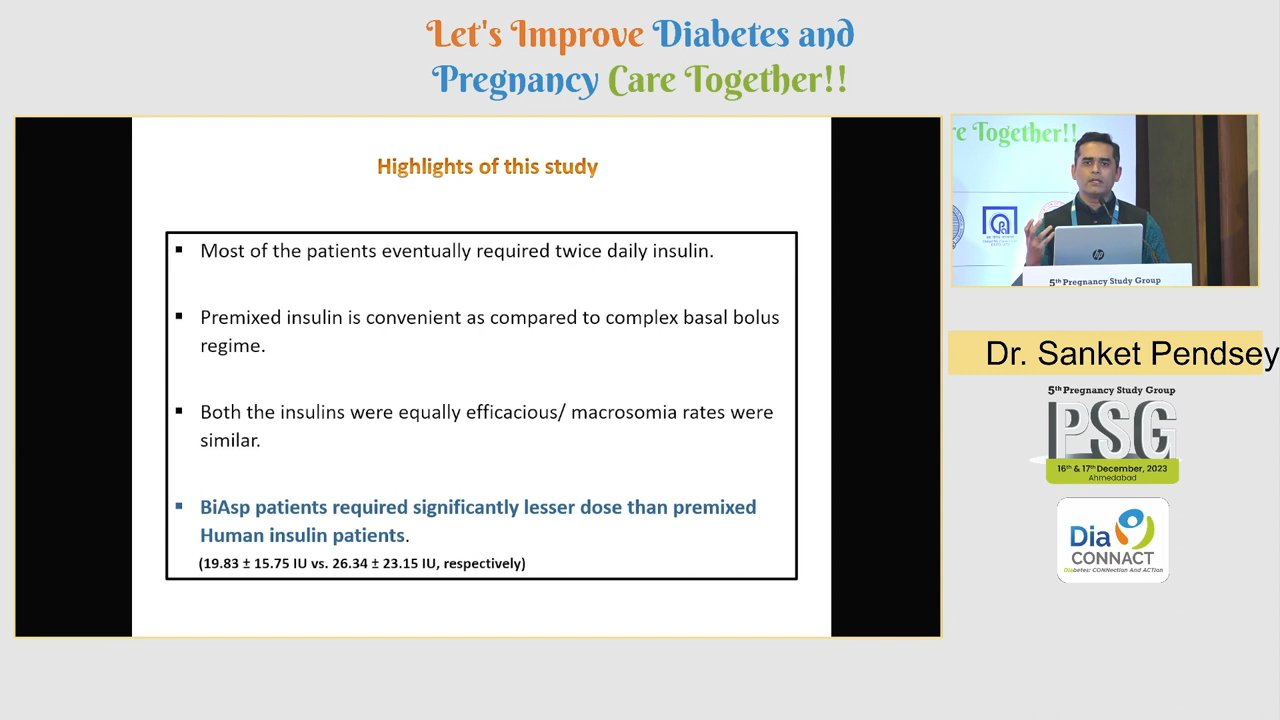 Let's Improve Diabetes and
Pregnancy Care Together!!
Highlights of this study
▪ Most of the patients eventually required twice daily insulin.
▪ Premixed insulin is convenient as compared to complex basal bolus
regime.
▪ Both the insulins were equally efficacious/ macrosomia rates were
similar.
▪ BiAsp patients required significantly lesser dose than premixed
Human insulin patients.
(19.83 ± 15.75 IU vs. 26.34 ± 23.15 IU, respectively)
re Together!!
hp
5th Pregnancy Study Group
Dr. Sanket Pendsey
5th Pregnancy Study Group
PSG
16th & 17th December, 2023
Ahmedabad
Dia
CONNACT
Diabetes: CONNection And ACTion